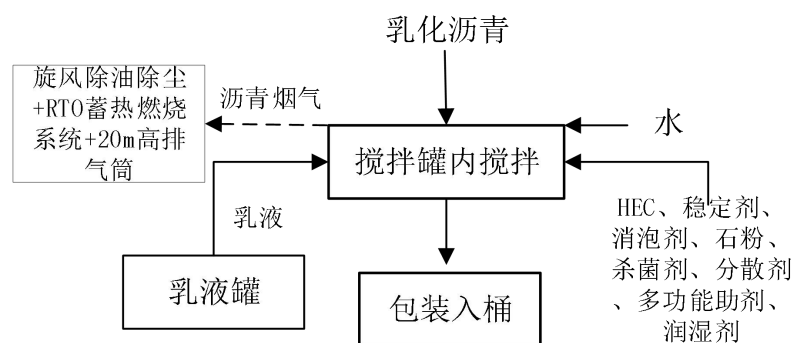 乳化沥青
旋风除油除尘
+RTO蓄热燃烧
系统+20m高排
气筒
沥青烟气
水
搅拌罐内搅拌
乳液
HEC、稳定剂、
消泡剂、石粉、
杀菌剂、分散剂
、多功能助剂、
润湿剂
乳液罐
包装入桶